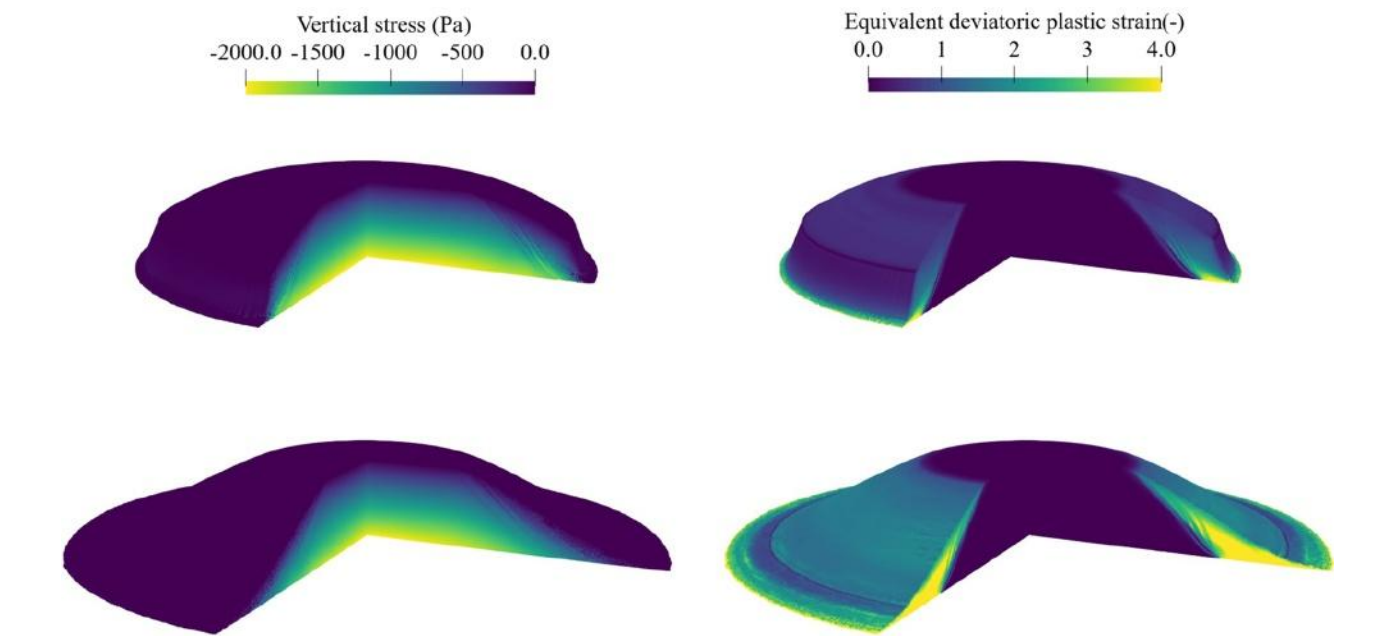 Vertical stress (Pa)
-2000.0 -1500 -1000 -500 0.0
Equivalent deviatoric plastic strain(-)
0.0 1 2 3 4.0